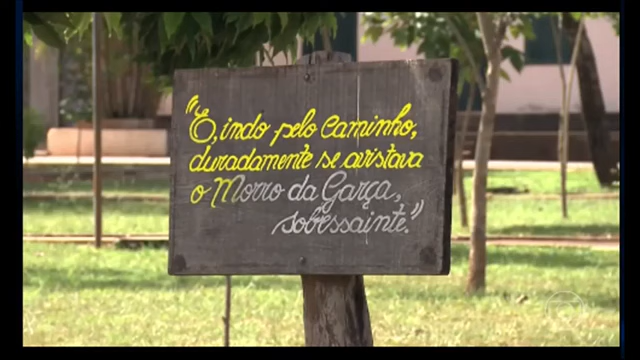 "E, indo pelo caminho,
duradamente se avistava
o Morro da Garça,
sobressainte."